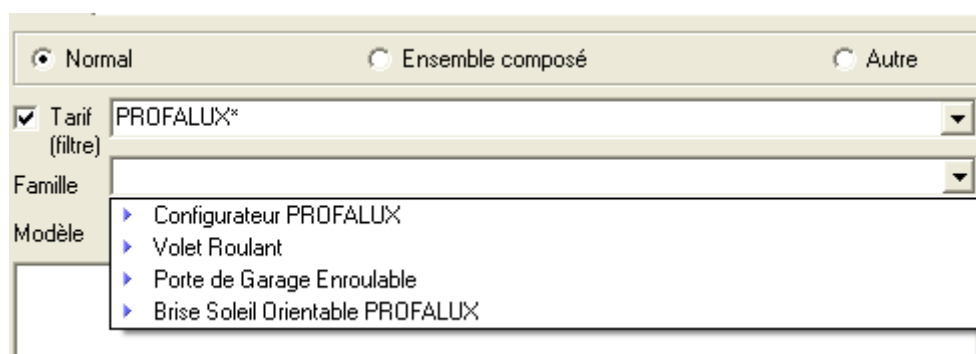 Normal Ensemble composé Autre
Tarif PROFALUX*
(filtre)
Famille
Configurateur PROFALUX
Modèle
Volet Roulant
Porte de Garage Enroulable
Brise Soleil Orientable PROFALUX